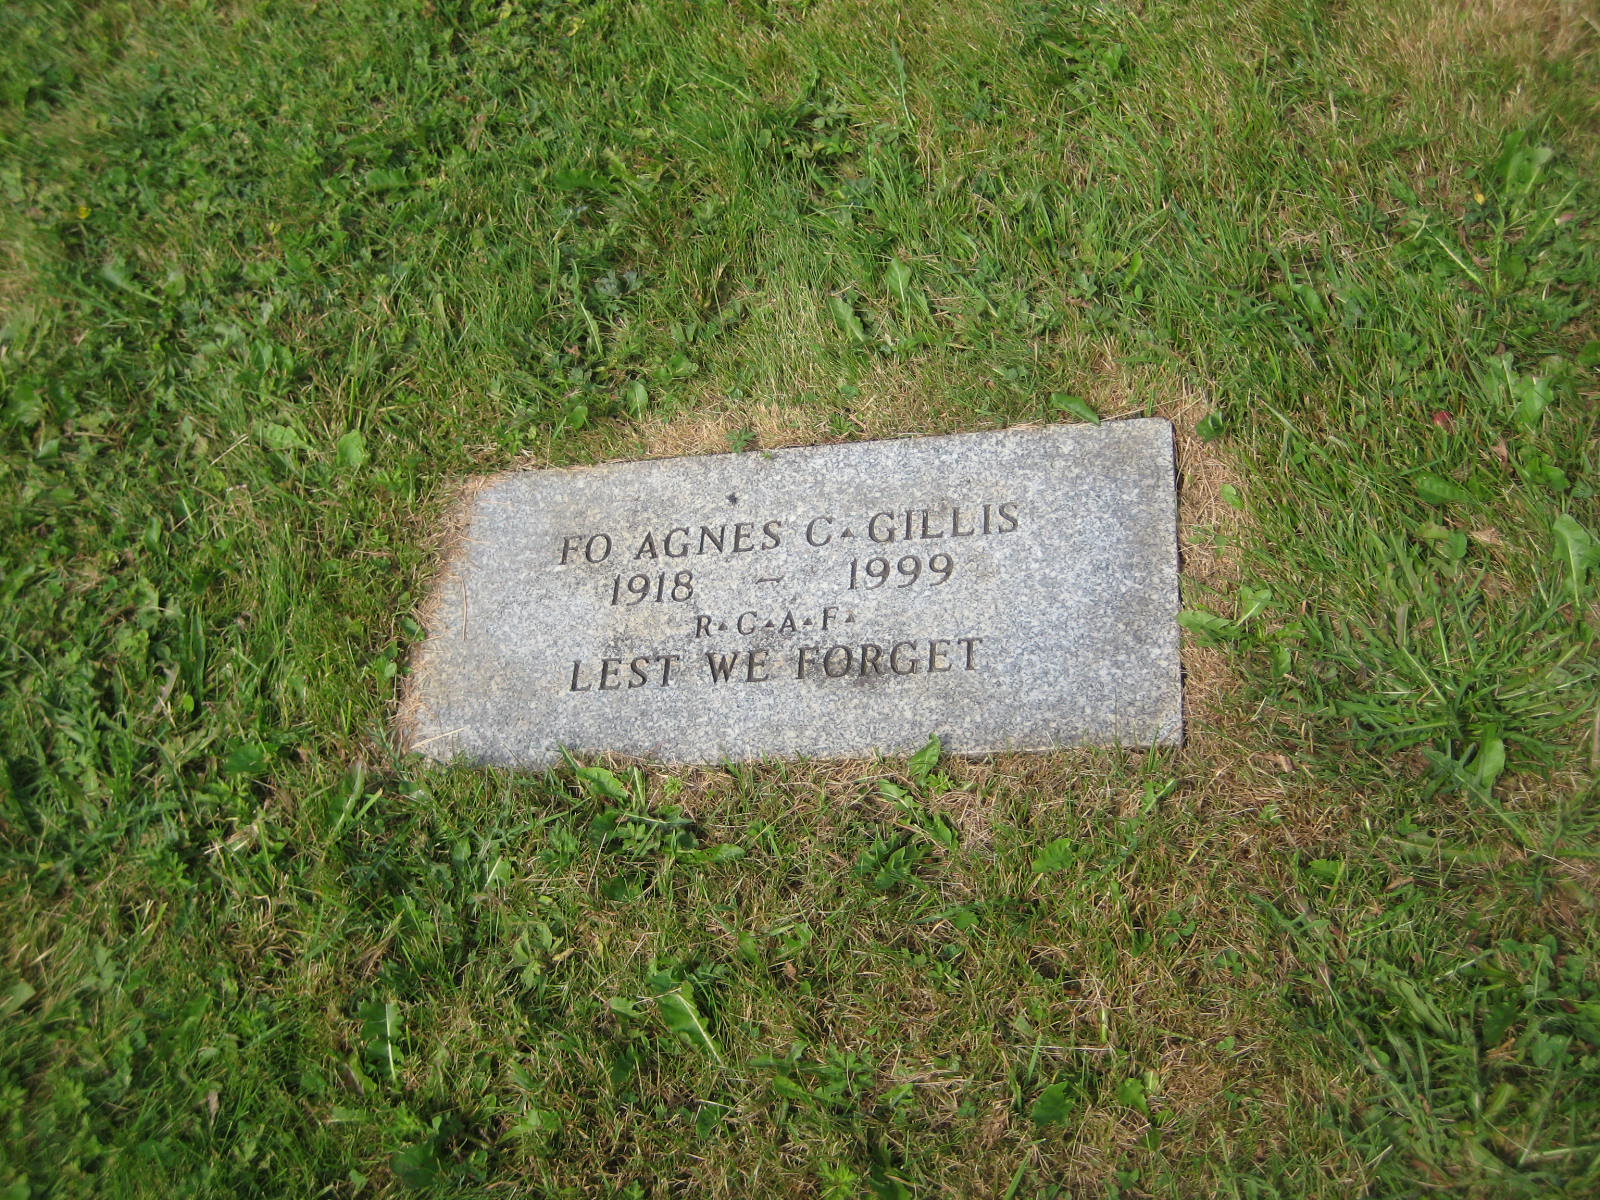 FO AGNES C. GILLIS
1918 - 1999
R.C.A.F.
LEST WE FORGET